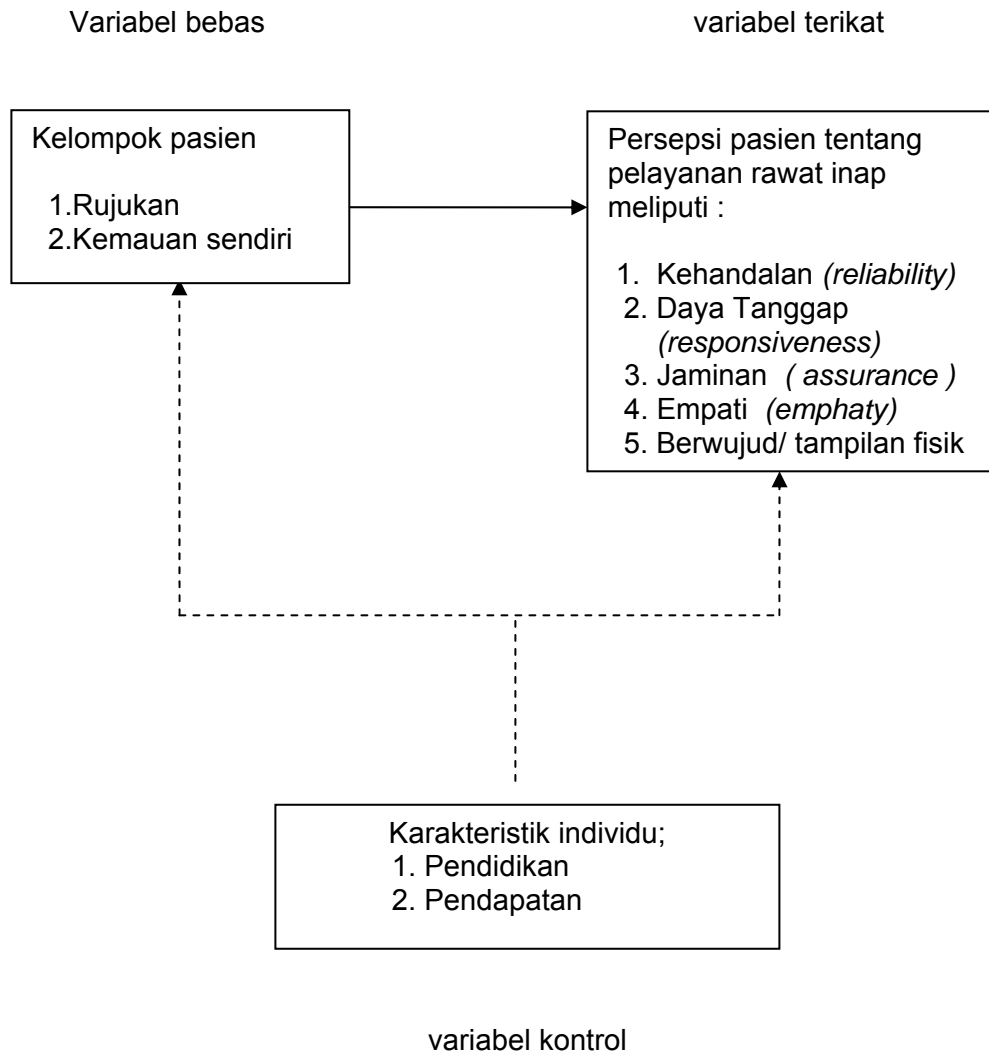 Variabel bebas
variabel terikat
Kelompok pasien
1.Rujukan
2.Kemauan sendiri
Persepsi pasien tentang
pelayanan rawat inap
meliputi :
1. Kehandalan (reliability)
2. Daya Tanggap
(responsiveness)
3. Jaminan ( assurance )
4. Empati (emphaty)
5. Berwujud/ tampilan fisik
Karakteristik individu;
1. Pendidikan
2. Pendapatan
variabel kontrol